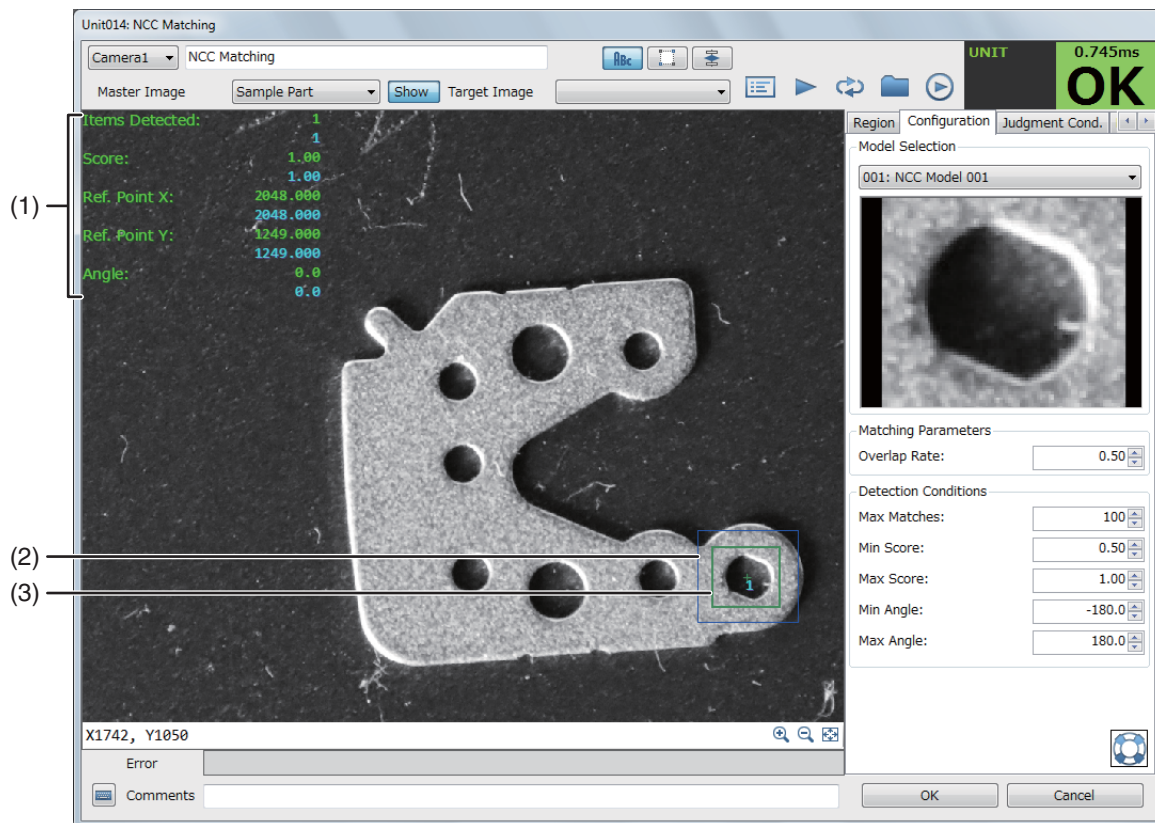 Unit014: NCC Matching
Camera1 NCC Matching ABc
Master Image Sample Part Show Target Image
UNIT 0.745ms
OK
Items Detected: 1
1
Score: 1.00
1.00
Ref. Point X: 2048.000
2048.000
Ref. Point Y: 1249.000
1249.000
Angle: 0.0
0.0
(1)
(2)
(3)
1
Region Configuration Judgment Cond.
Model Selection
001: NCC Model 001
Matching Parameters
Overlap Rate: 0.50
Detection Conditions
Max Matches: 100
Min Score: 0.50
Max Score: 1.00
Min Angle: -180.0
Max Angle: 180.0
X1742, Y1050
Error
Comments
OK Cancel